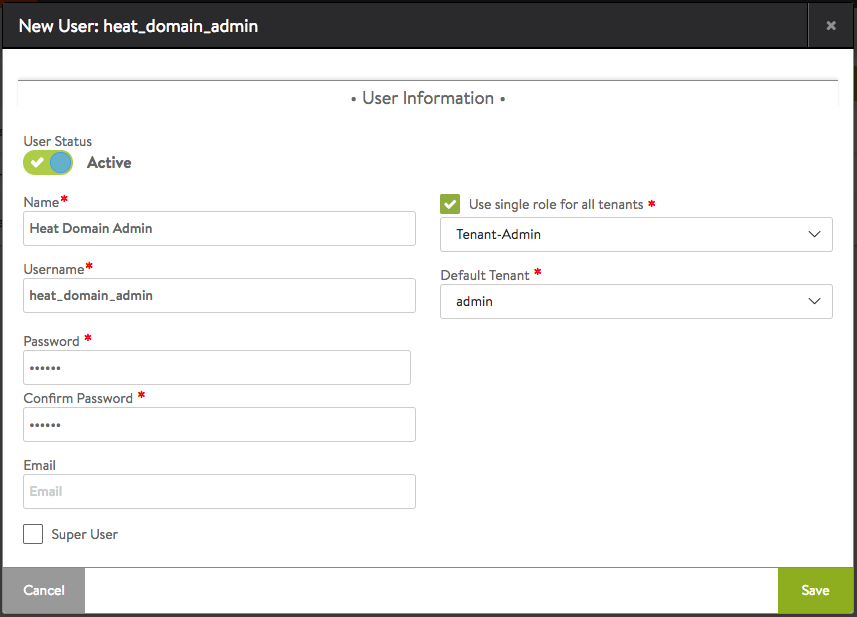 New User: heat_domain_admin
• User Information •
User Status
Active
Name*
Heat Domain Admin
Username*
heat_domain_admin
Password *
••••••
Confirm Password *
••••••
Email
Email
Super User
Use single role for all tenants *
Tenant-Admin
Default Tenant *
admin
Cancel
Save